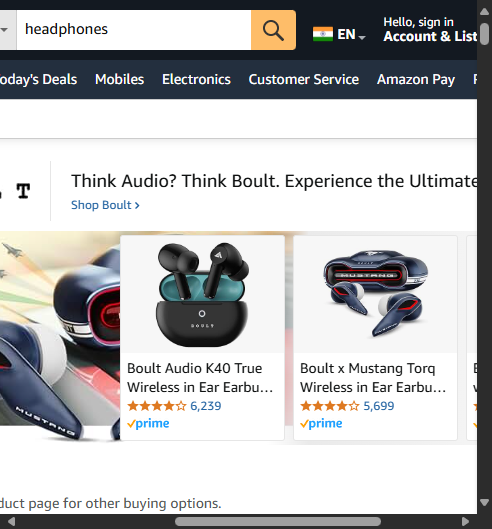 headphones
EN
Hello, sign in
Account & List
oday's Deals Mobiles Electronics Customer Service Amazon Pay
T
Think Audio? Think Boult. Experience the Ultimate
Shop Boult ›
MUSTANG
BOULT
MUSTANG
Boult Audio K40 True
Wireless in Ear Earbu...
6,239
prime
Boult x Mustang Torq
Wireless in Ear Earbu...
5,699
prime
duct page for other buying options.